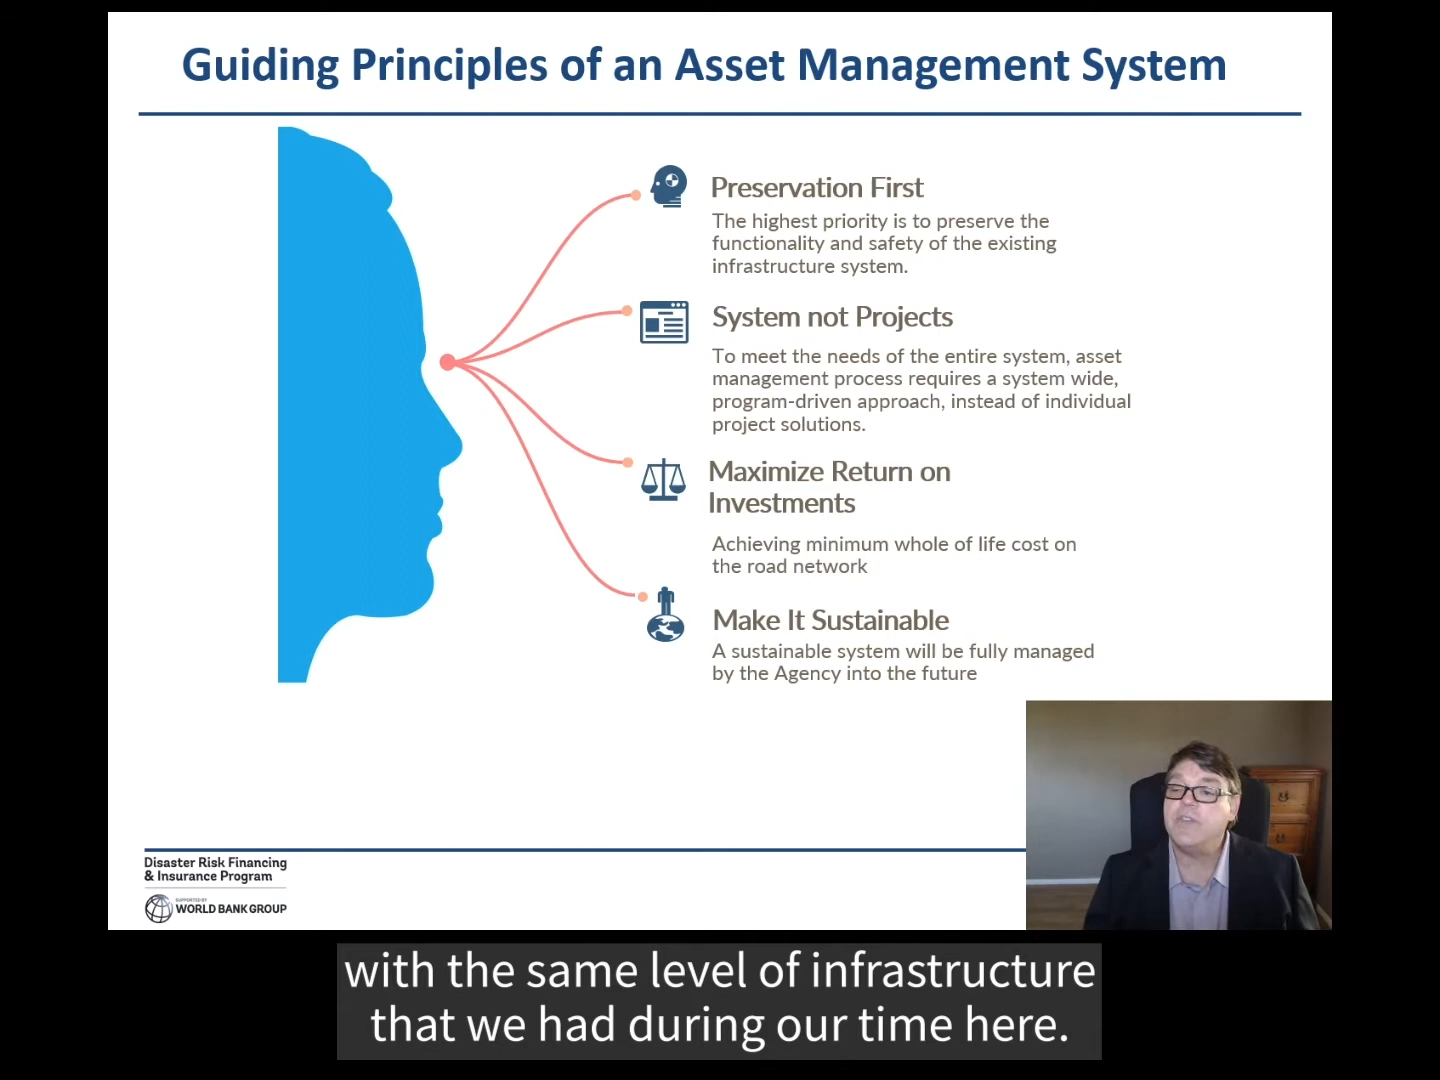 Guiding Principles of an Asset Management System
Preservation First
The highest priority is to preserve the
functionality and safety of the existing
infrastructure system.
System not Projects
To meet the needs of the entire system, asset
management process requires a system wide,
program-driven approach, instead of individual
project solutions.
Maximize Return on
Investments
Achieving minimum whole of life cost on
the road network
Make It Sustainable
A sustainable system will be fully managed
by the Agency into the future
Disaster Risk Financing
& Insurance Program
SUPPORTED BY
WORLD BANK GROUP
with the same level of infrastructure
that we had during our time here.